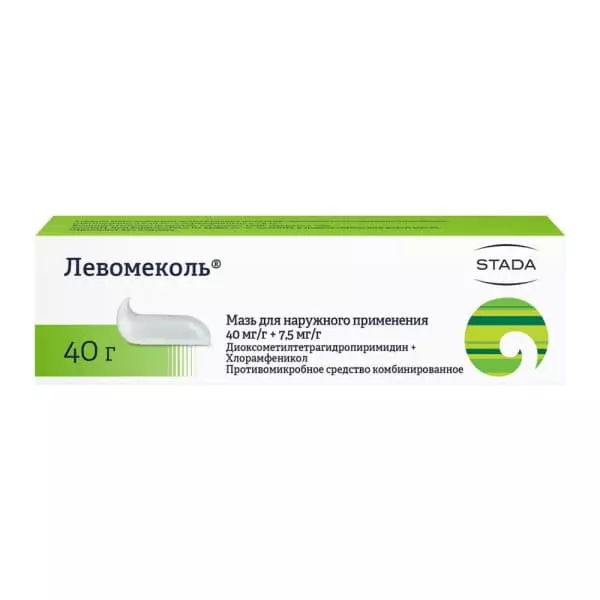 Левомеколь®
40 г
Мазь для наружного применения
40 мг/г + 7,5 мг/г
Диоксометилтетрагидропиримидин +
Хлорамфеникол
Противомикробное средство комбинированное
STADA